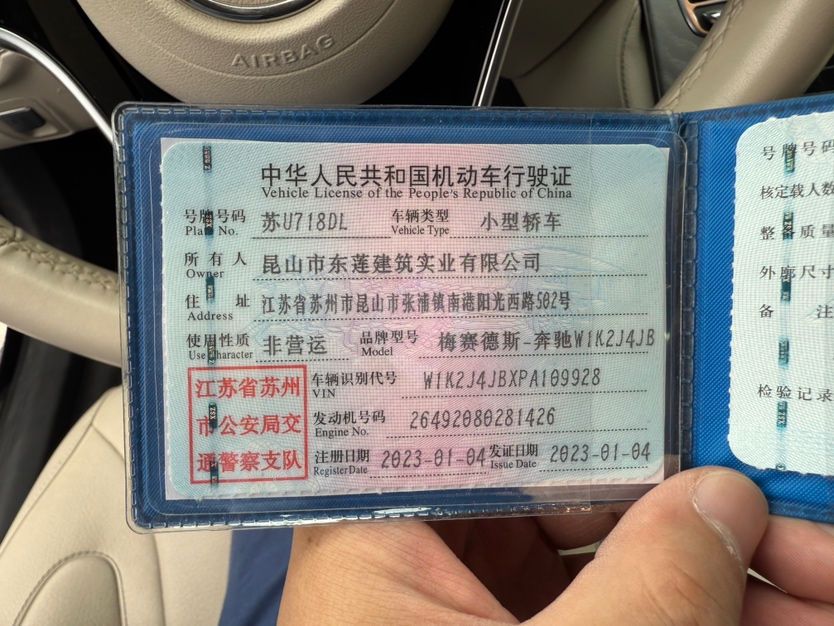 AIRBAG
中华人民共和国机动车行驶证
Vehicle License of the People's Republic of China
号牌号码 苏U718DL 车辆类型 小型轿车
Plate No. Vehicle Type
所有人 昆山市东莲建筑实业有限公司
Owner
住址 江苏省苏州市昆山市张浦镇南港阳光西路502号
Address
使用性质 非营运 品牌型号 梅赛德斯-奔驰W1K2J4JB
Use Character Model
江苏省苏州
市公安局交
通警察支队
车辆识别代号 W1K2J4JBXPA109928
VIN
发动机号码 26492080281426
Engine No.
注册日期 2023-01-04 发证日期 2023-01-04
Register Date Issue Date
号牌号码
核定载人数
整备质量
外廓尺寸
备注
检验记录